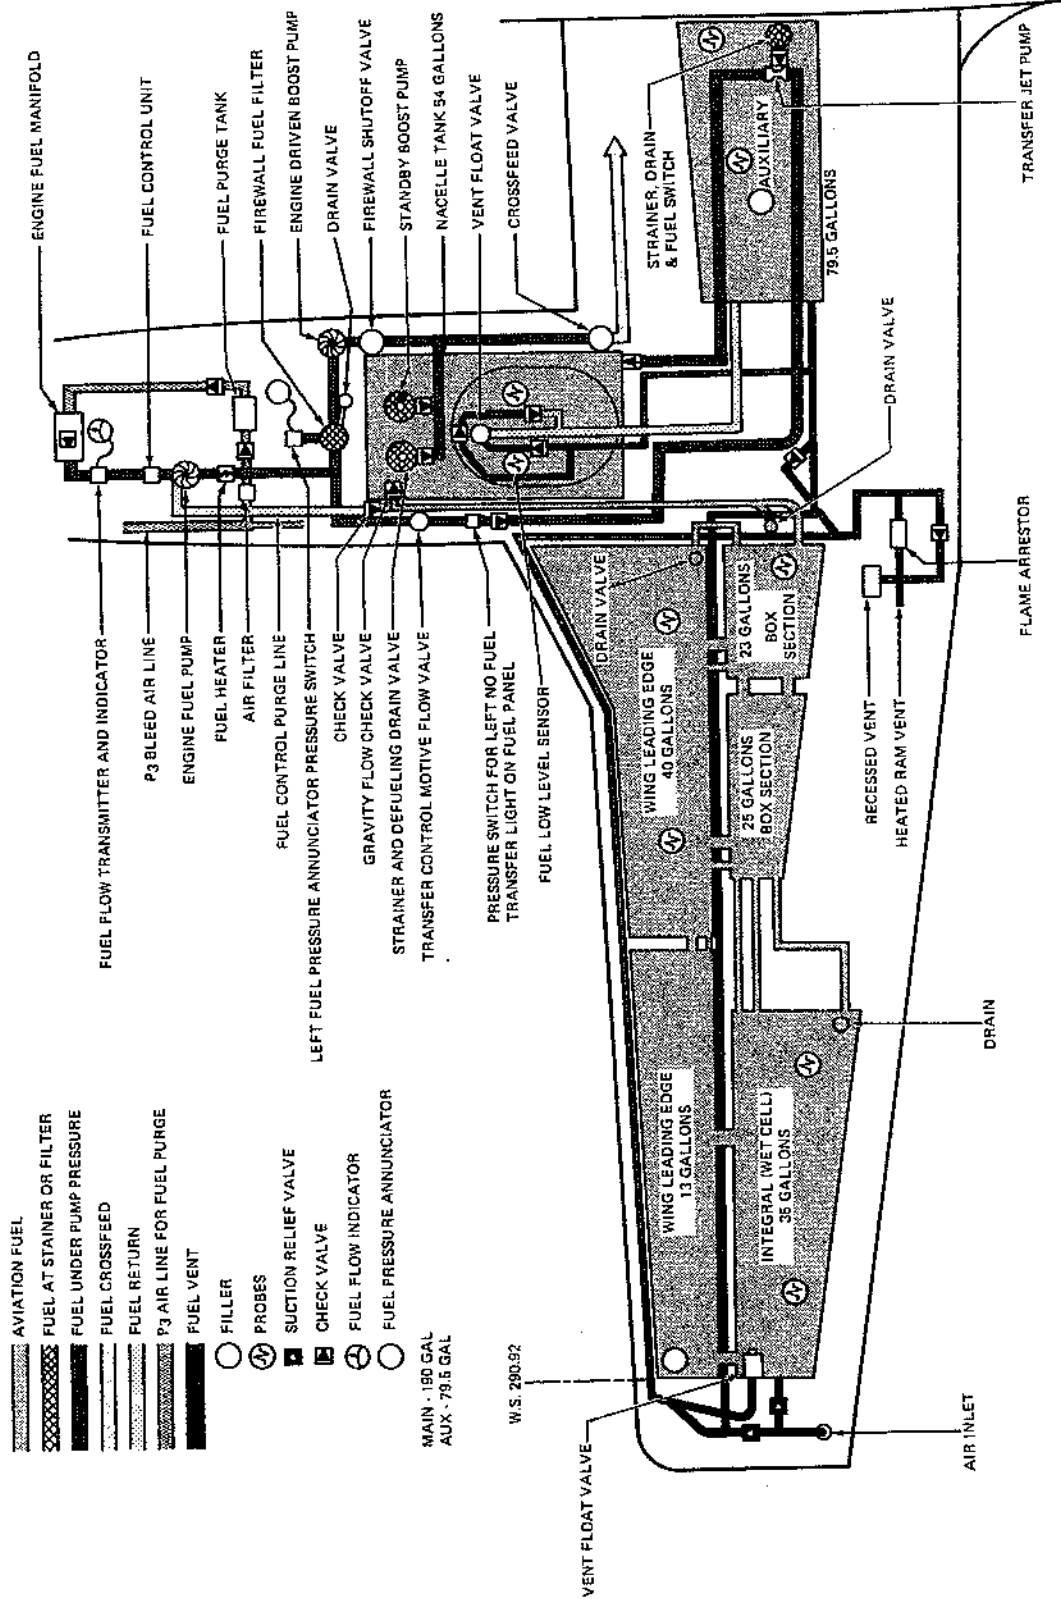 AVIATION FUEL
FUEL AT STAINER OR FILTER
FUEL UNDER PUMP PRESSURE
FUEL CROSSFEED
FUEL RETURN
P3 AIR LINE FOR FUEL PURGE
FUEL VENT
FILLER
PROBES
SUCTION RELIEF VALVE
CHECK VALVE
FUEL FLOW INDICATOR
FUEL PRESSURE ANNUNCIATOR
MAIN - 190 GAL
AUX - 79.5 GAL
W.S. 290.92
VENT FLOAT VALVE
AIR INLET
FUEL FLOW TRANSMITTER AND INDICATOR
P3 BLEED AIR LINE
ENGINE FUEL PUMP
FUEL HEATER
AIR FILTER
FUEL CONTROL PURGE LINE
LEFT FUEL PRESSURE ANNUNCIATOR PRESSURE SWITCH
CHECK VALVE
GRAVITY FLOW CHECK VALVE
STRAINER AND DEFUELING DRAIN VALVE
TRANSFER CONTROL MOTIVE FLOW VALVE
PRESSURE SWITCH FOR LEFT NO FUEL
TRANSFER LIGHT ON FUEL PANEL
FUEL LOW LEVEL SENSOR
ENGINE FUEL MANIFOLD
FUEL CONTROL UNIT
FUEL PURGE TANK
FIREWALL FUEL FILTER
ENGINE DRIVEN BOOST PUMP
DRAIN VALVE
FIREWALL SHUTOFF VALVE
STANDBY BOOST PUMP
NACELLE TANK 54 GALLONS
VENT FLOAT VALVE
CROSSFEED VALVE
STRAINER, DRAIN
& FUEL SWITCH
AUXILIARY
79.5 GALLONS
TRANSFER JET PUMP
DRAIN VALVE
DRAIN VALVE
WING LEADING EDGE
40 GALLONS
23 GALLONS
BOX
SECTION
25 GALLONS
BOX SECTION
WING LEADING EDGE
13 GALLONS
INTEGRAL (WET CELL)
35 GALLONS
DRAIN
RECESSED VENT
HEATED RAM VENT
FLAME ARRESTOR